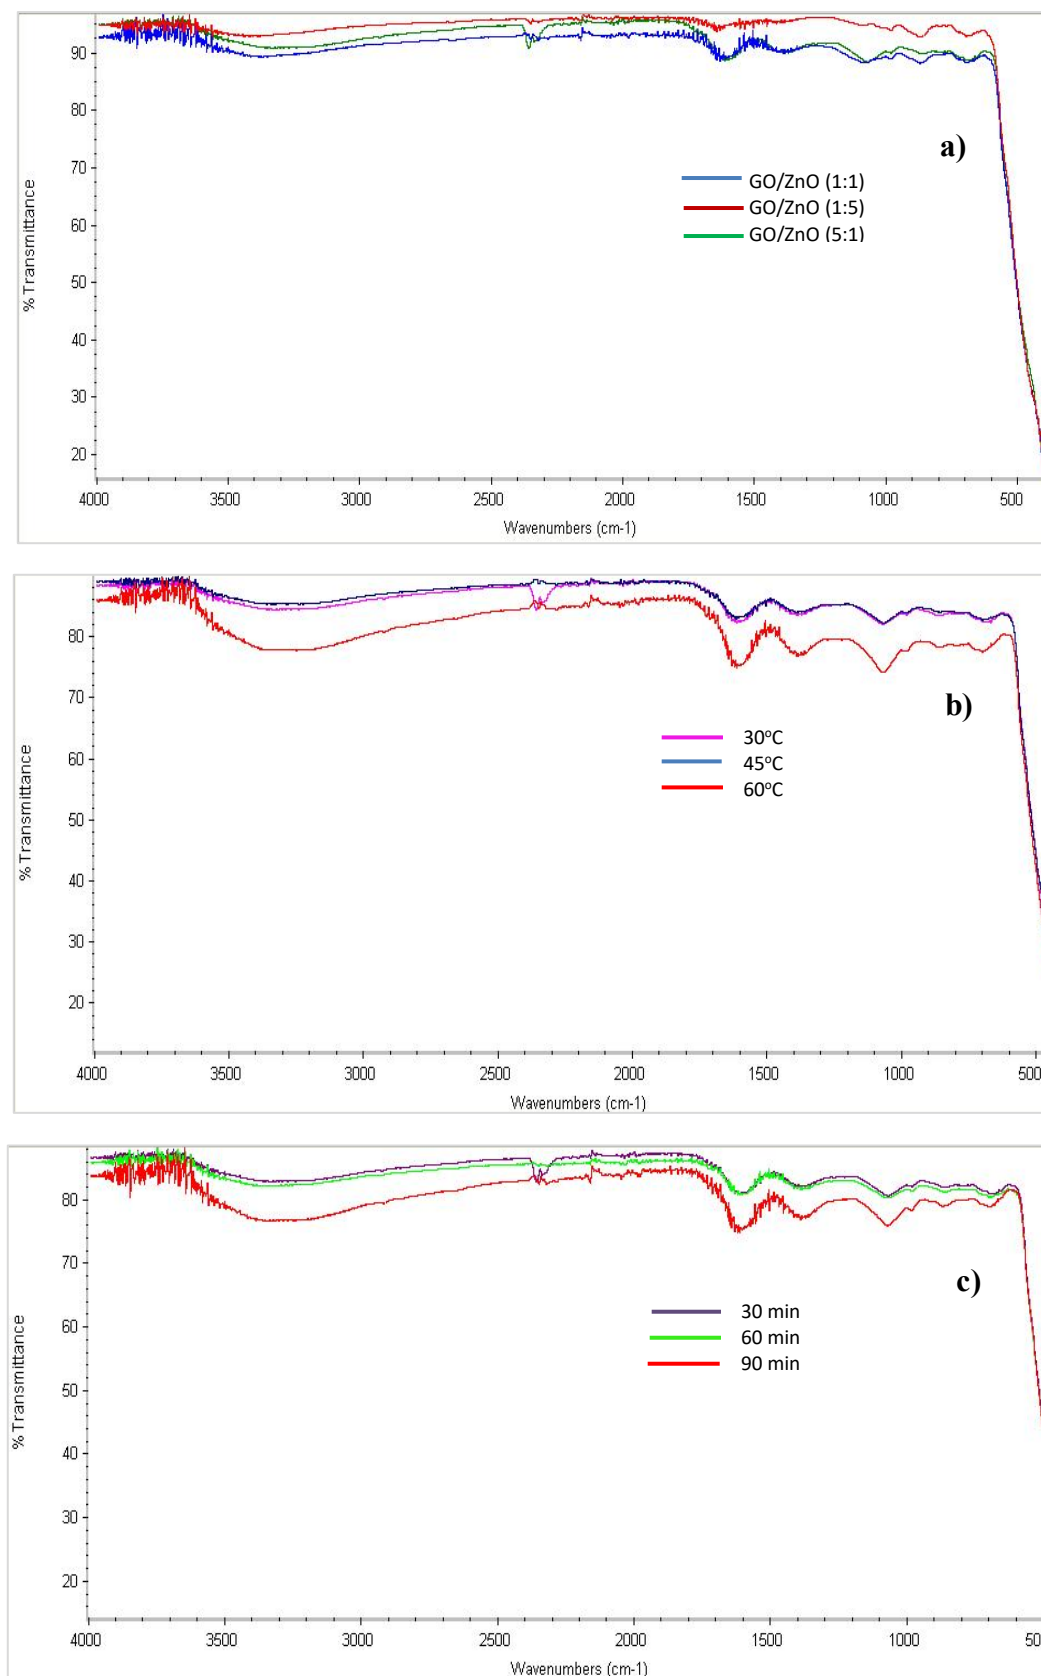 90
80
a)
70
GO/ZnO (1:1)
GO/ZnO (1:5)
60
GO/ZnO (5:1)
% Transmittance
50
40
30
20
4000 3500 3000 2500 2000 1500 1000 500
Wavenumbers (cm-1)
80
70
b)
30°C
60
45°C
60°C
% Transmittance
50
40
30
20
4000 3500 3000 2500 2000 1500 1000 500
Wavenumbers (cm-1)
80
70
c)
30 min
60
60 min
90 min
% Transmittance
50
40
30
20
4000 3500 3000 2500 2000 1500 1000 500
Wavenumbers (cm-1)